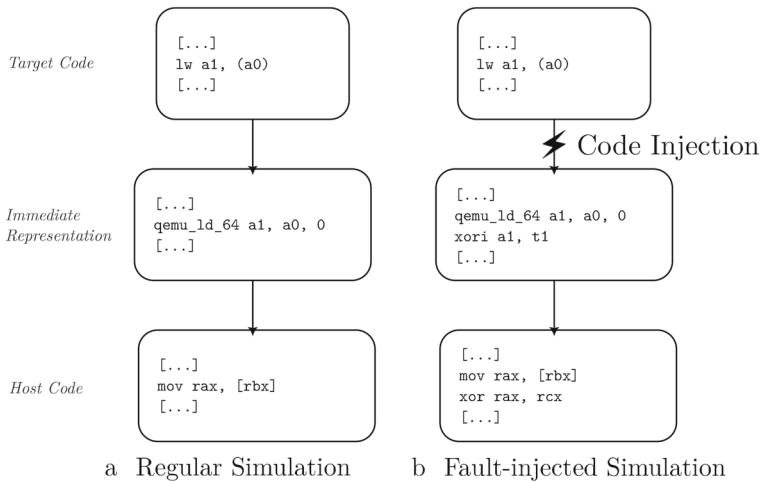 Target Code
[...]
lw a1, (a0)
[...]
[...]
lw a1, (a0)
[...]
Code Injection
Immediate
Representation
[...]
qemu_ld_64 a1, a0, 0
[...]
[...]
qemu_ld_64 a1, a0, 0
xori a1, t1
[...]
Host Code
[...]
mov rax, [rbx]
[...]
[...]
mov rax, [rbx]
xor rax, rcx
[...]
a Regular Simulation
b Fault-injected Simulation